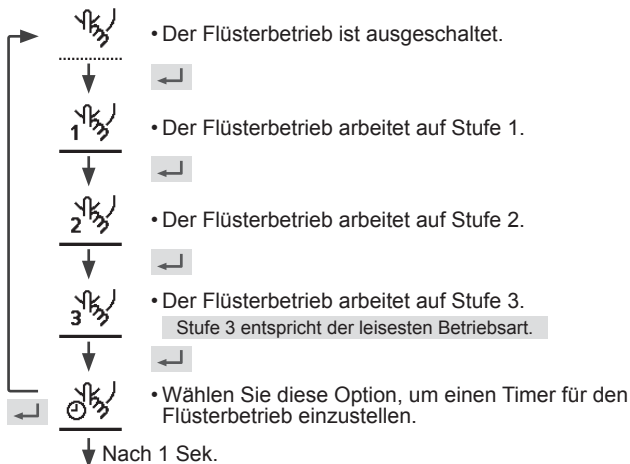 • Der Flüsterbetrieb ist ausgeschaltet.
1
• Der Flüsterbetrieb arbeitet auf Stufe 1.
2
• Der Flüsterbetrieb arbeitet auf Stufe 2.
3
• Der Flüsterbetrieb arbeitet auf Stufe 3.
Stufe 3 entspricht der leisesten Betriebsart.
• Wählen Sie diese Option, um einen Timer für den
Flüsterbetrieb einzustellen.
Nach 1 Sek.